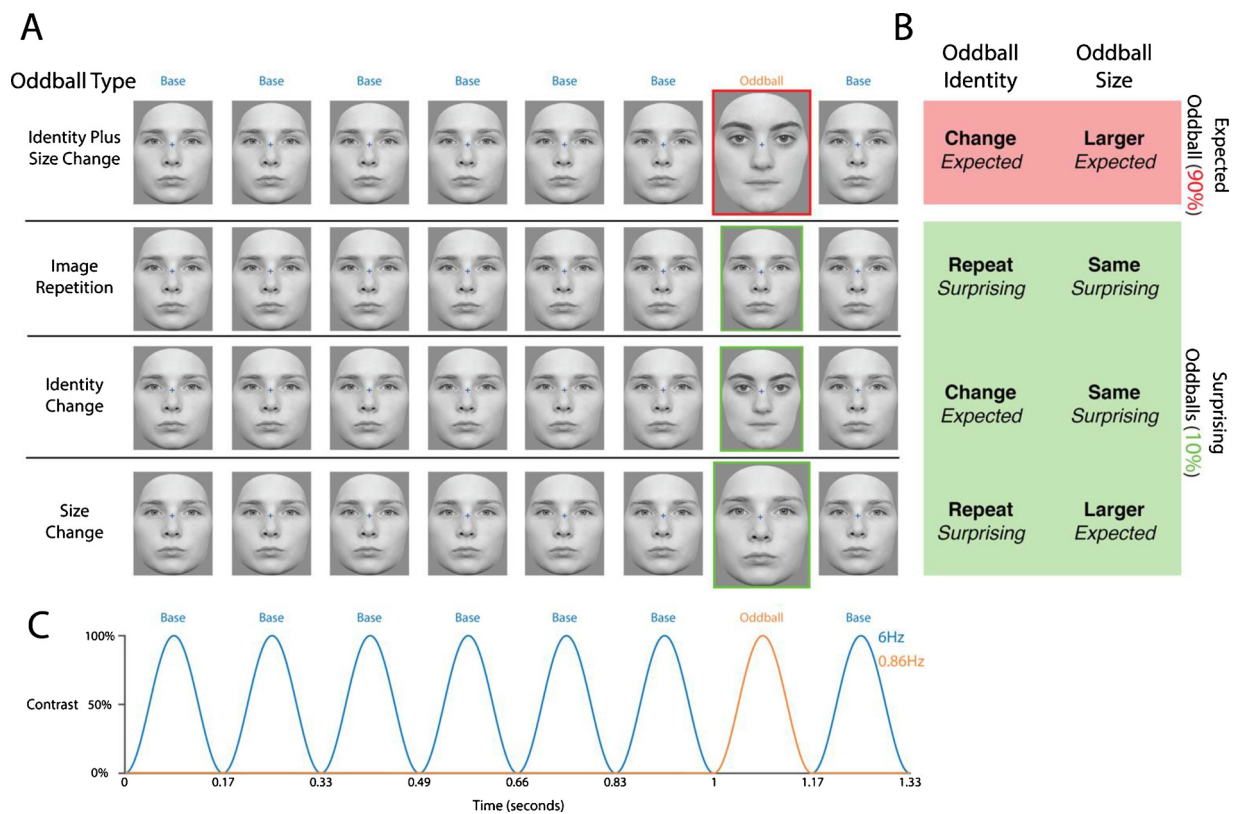 A
Oddball Type
Base
Base
Base
Base
Base
Base
Oddball
Base
Identity Plus
Size Change
Image
Repetition
Identity
Change
Size
Change
B
Oddball
Identity
Oddball
Size
Change
Expected
Larger
Expected
Expected
Oddball (90%)
Repeat
Surprising
Same
Surprising
Change
Expected
Same
Surprising
Repeat
Surprising
Larger
Expected
Surprising
Oddballs (10%)
C
Base
Base
Base
Base
Base
Base
Oddball
Base
6Hz
0.86Hz
100%
Contrast
50%
0%
0
0.17
0.33
0.49
0.66
0.83
1
1.17
1.33
Time (seconds)